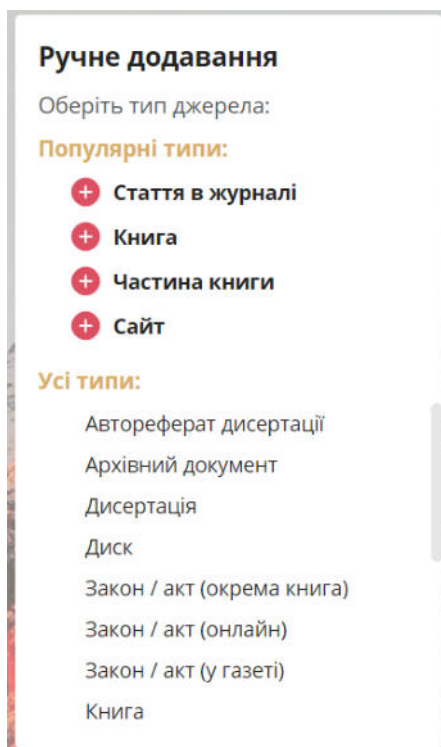 Ручне додавання
Оберіть тип джерела:
Популярні типи:
Стаття в журналі
Книга
Частина книги
Сайт
Усі типи:
Автореферат дисертації
Архівний документ
Дисертація
Диск
Закон / акт (окрема книга)
Закон / акт (онлайн)
Закон / акт (у газеті)
Книга